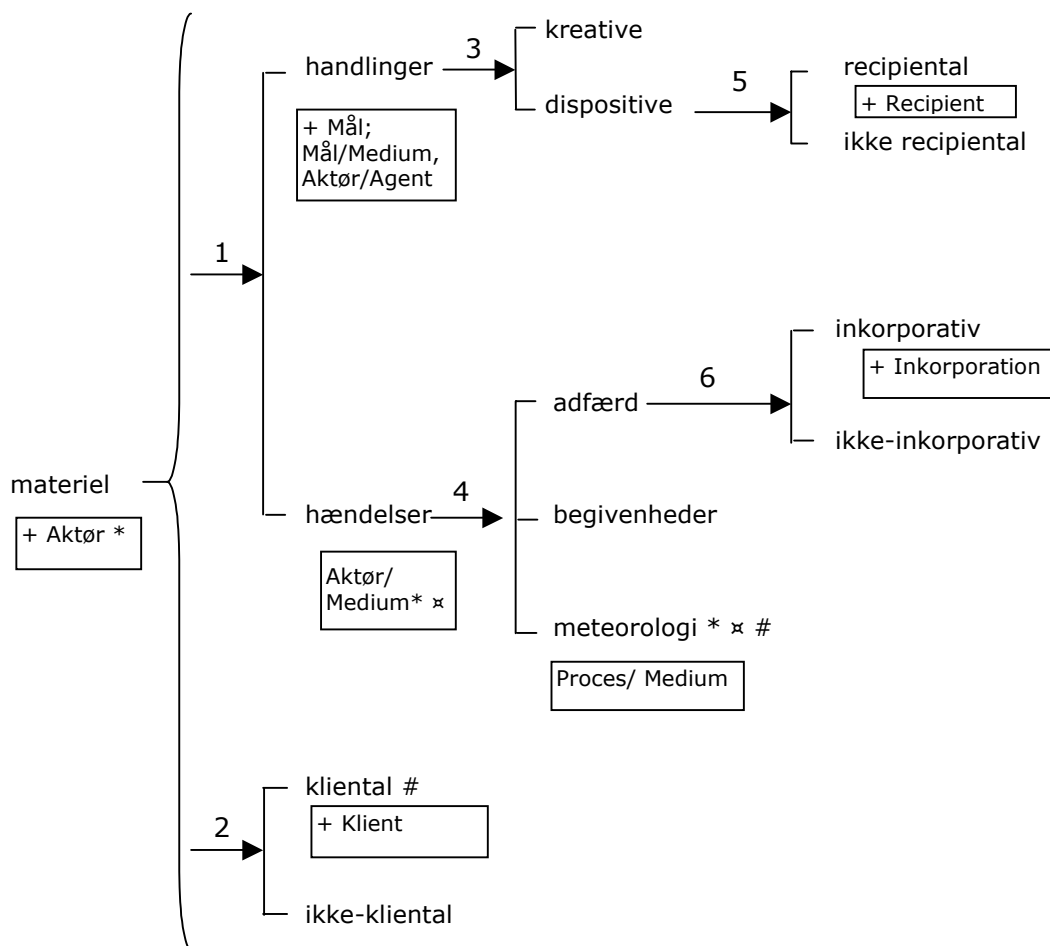 kreative
3
handlinger
5
recipiental
+ Recipient
dispositive
ikke recipiental
+ Mål;
Mål/Medium,
Aktør/Agent
1
inkorporativ
+ Inkorporation
6
adfærd
ikke-inkorporativ
materiel
+ Aktør *
4
hændelser
begivenheder
Aktør/
Medium* ¤
meteorologi * ¤ #
Proces/ Medium
kliental #
+ Klient
2
ikke-kliental